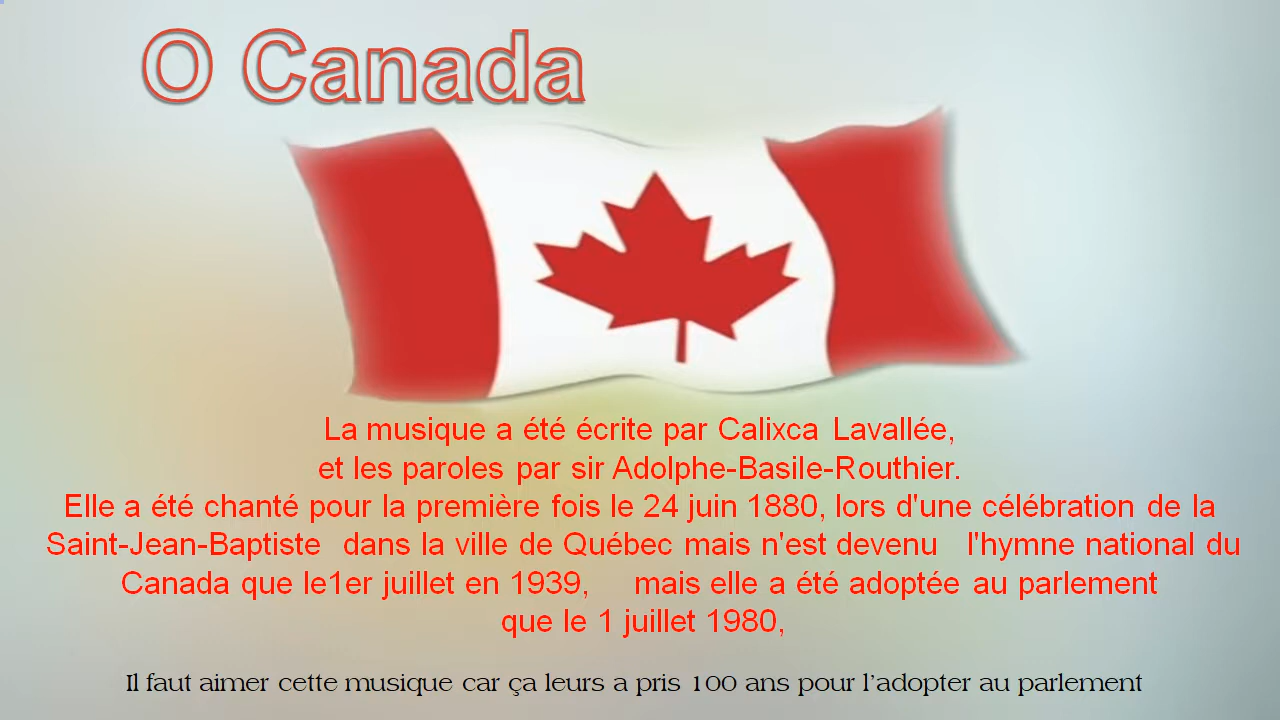 O Canada
La musique a été écrite par Calixca Lavallée,
et les paroles par sir Adolphe-Basile-Routhier.
Elle a été chanté pour la première fois le 24 juin 1880, lors d'une célébration de la
Saint-Jean-Baptiste dans la ville de Québec mais n'est devenu l'hymne national du
Canada que le1er juillet en 1939, mais elle a été adoptée au parlement
que le 1 juillet 1980,
Il faut aimer cette musique car ça leurs a pris 100 ans pour l'adopter au parlement